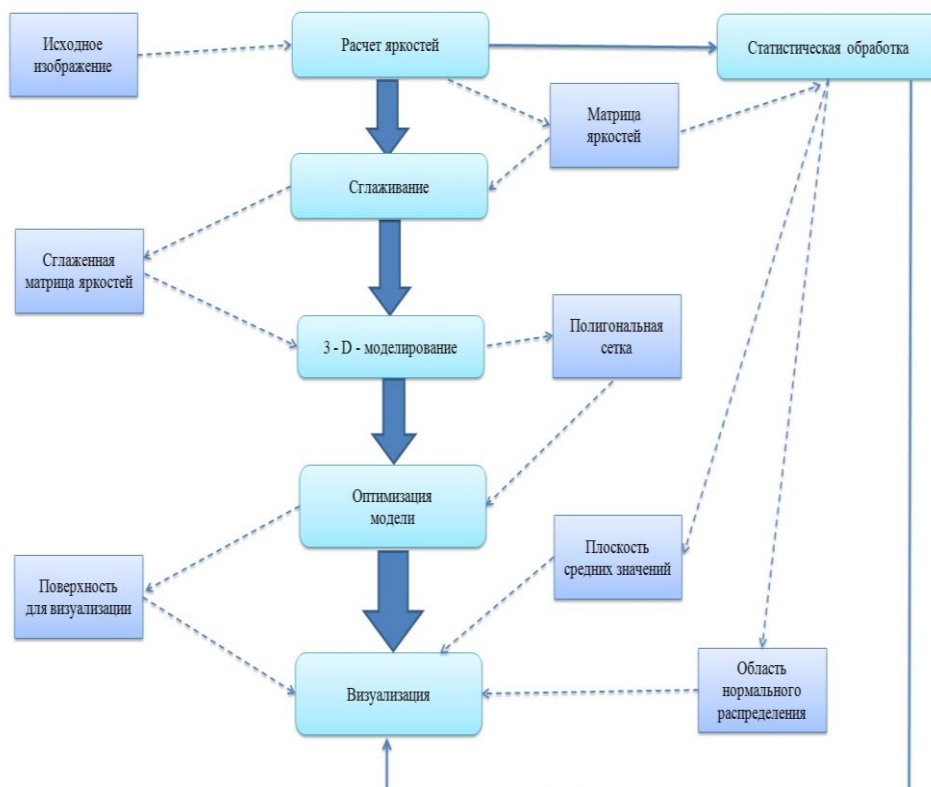 Исходное
изображение
Расчет яркостей
Статистическая обработка
Матрица
яркостей
Сглаживание
Сглаженная
матрица яркостей
3 - D - моделирование
Полигональная
сетка
Оптимизация
модели
Плоскость
средних значений
Поверхность
для визуализации
Визуализация
Область
нормального
распределения